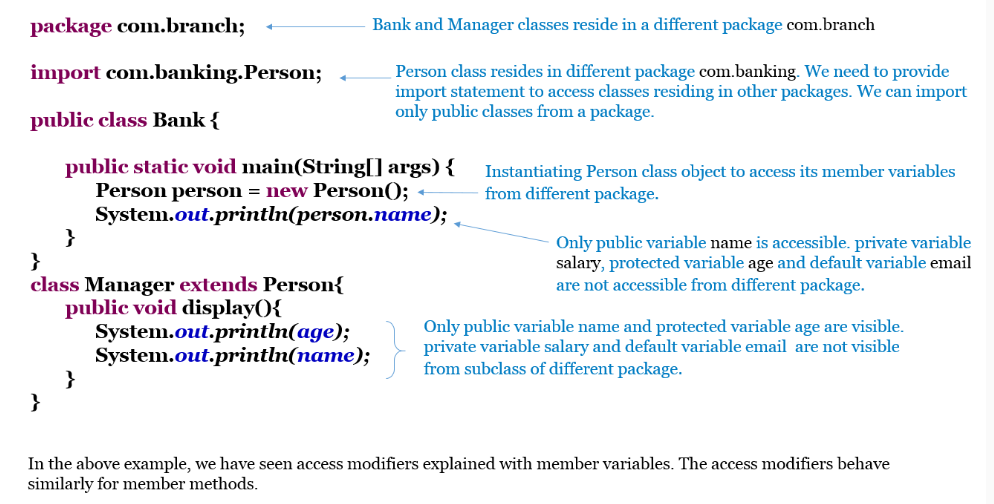 package com.branch;
Bank and Manager classes reside in a different package com.branch
import com.banking.Person;
Person class resides in different package com.banking. We need to provide
import statement to access classes residing in other packages. We can import
only public classes from a package.
public class Bank {
public static void main(String[] args) {
Person person = new Person();
System.out.println(person.name);
}
}
Instantiating Person class object to access its member variables
from different package.
Only public variable name is accessible. private variable
salary, protected variable age and default variable email
are not accessible from different package.
class Manager extends Person{
public void display(){
System.out.println(age);
System.out.println(name);
}
}
Only public variable name and protected variable age are visible.
private variable salary and default variable email are not visible
from subclass of different package.
In the above example, we have seen access modifiers explained with member variables. The access modifiers behave
similarly for member methods.